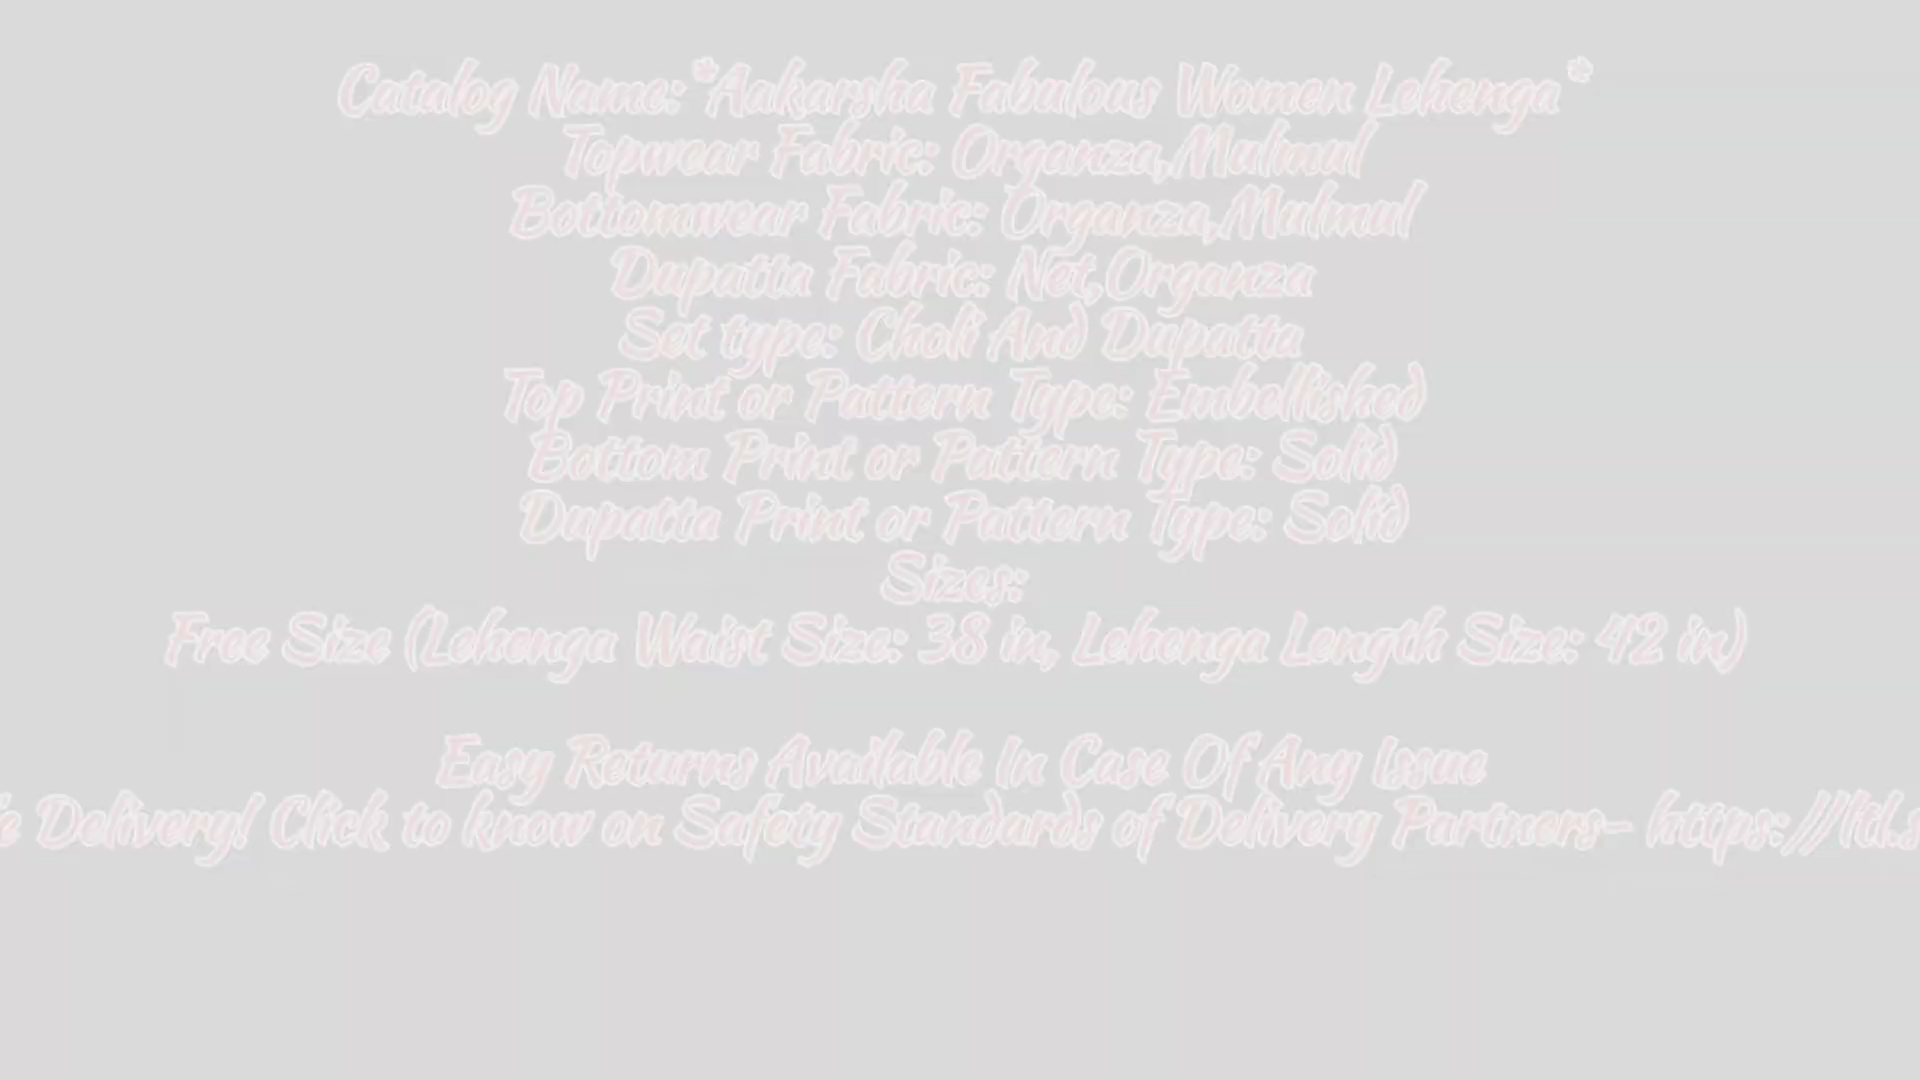 Catalog Name:*Aakarsha Fabulous Women Lehenga*
Topwear Fabric: Organza,Mulmul
Bottomwear Fabric: Organza,Mulmul
Dupatta Fabric: Net,Organza
Set type: Choli And Dupatta
Top Print or Pattern Type: Embellished
Bottom Print or Pattern Type: Solid
Dupatta Print or Pattern Type: Solid
Sizes:
Free Size (Lehenga Waist Size: 38 in, Lehenga Length Size: 42 in)
Easy Returns Available In Case Of Any Issue
Delivery! Click to know on Safety Standards of Delivery Partners-